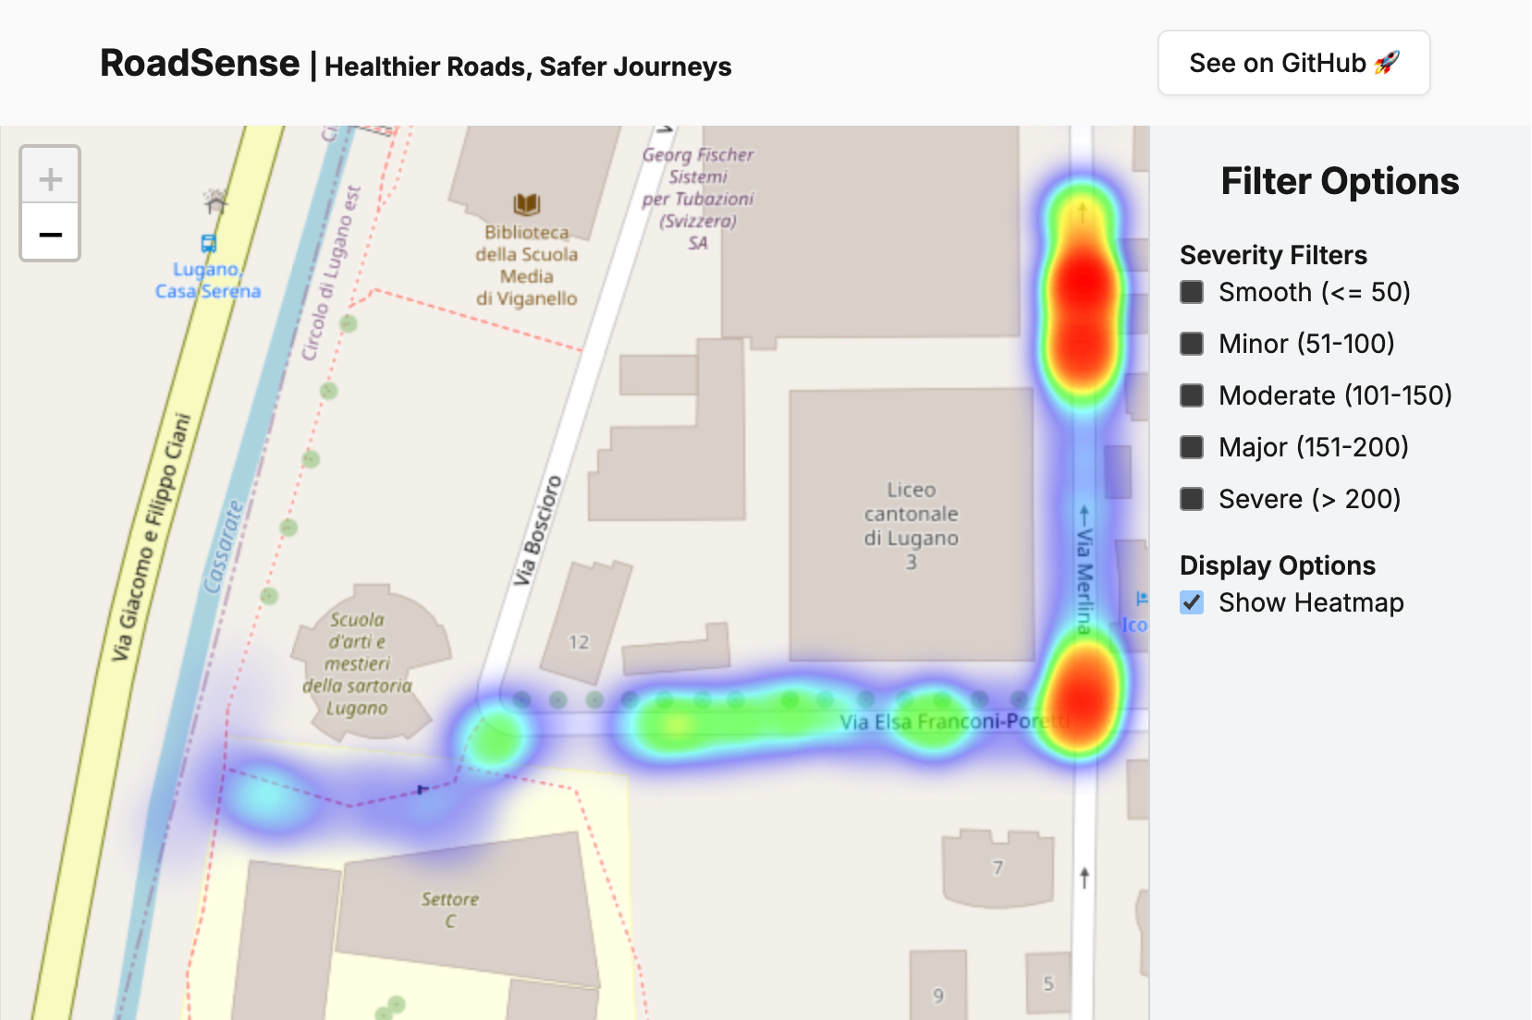 RoadSense | Healthier Roads, Safer Journeys
See on GitHub 🚀
+
−
Georg Fischer
Sistemi
per Tubazioni
(Svizzera)
SA
Biblioteca
della Scuola
Media
di Viganello
Lugano,
Casa Serena
Circolo di Lugano est
Via Giacomo e Filippo Ciani
Cassarate
Via Boscioro
Liceo
cantonale
di Lugano
3
Via Merlina
Scuola
d'arti e
mestieri
della sartoria
Lugano
12
Via Elsa Franconi-Poretti
Settore
C
7
9
5
Filter Options
Severity Filters
Smooth (<= 50)
Minor (51-100)
Moderate (101-150)
Major (151-200)
Severe (> 200)
Display Options
Show Heatmap